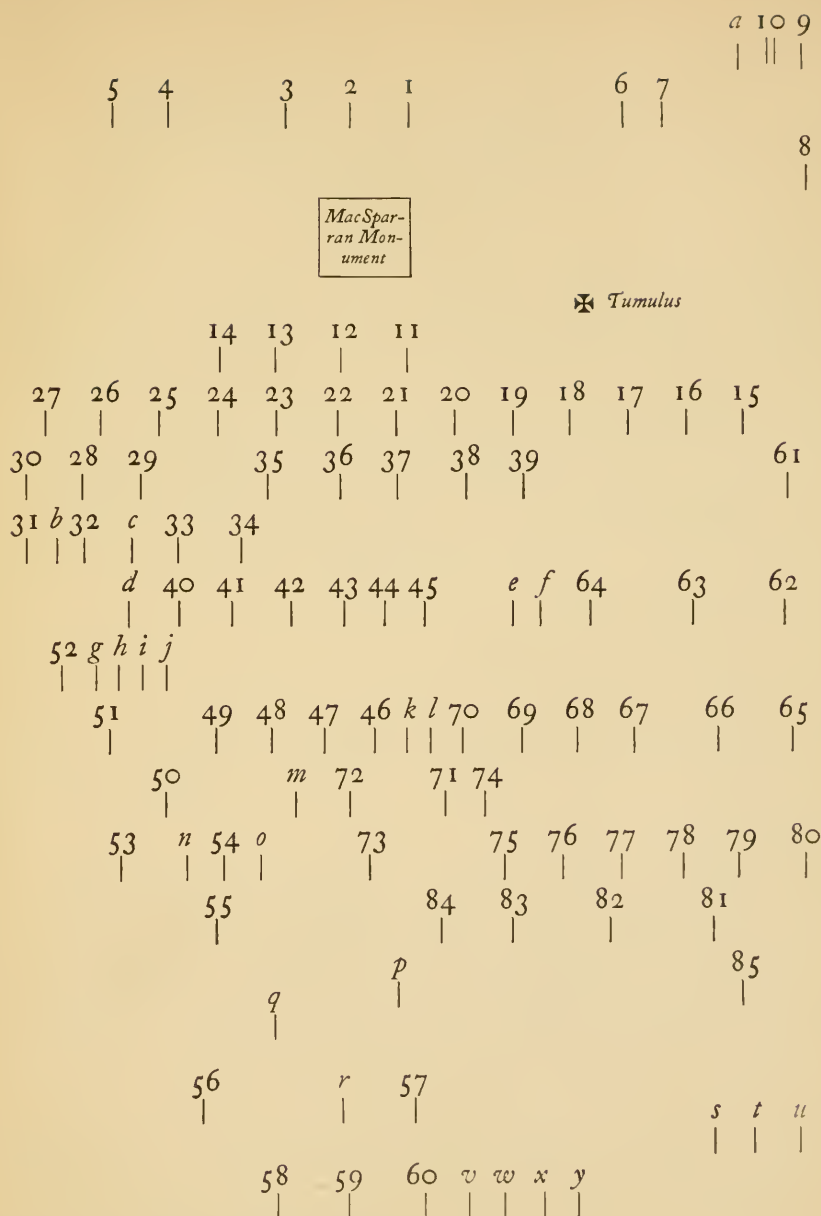 a 10 9
5 4 3 2 1 6 7
8
MacSpar-
ran Mon-
ument
✠ Tumulus
14 13 12 11
27 26 25 24 23 22 21 20 19 18 17 16 15
30 28 29 35 36 37 38 39 61
31 b 32 c 33 34
d 40 41 42 43 44 45 e f 64 63 62
52 g h i j
51 49 48 47 46 k l 70 69 68 67 66 65
50 m 72 71 74
53 n 54 o 73 75 76 77 78 79 80
55 84 83 82 81
p 85
q
56 r 57
s t u
58 59 60 v w x y